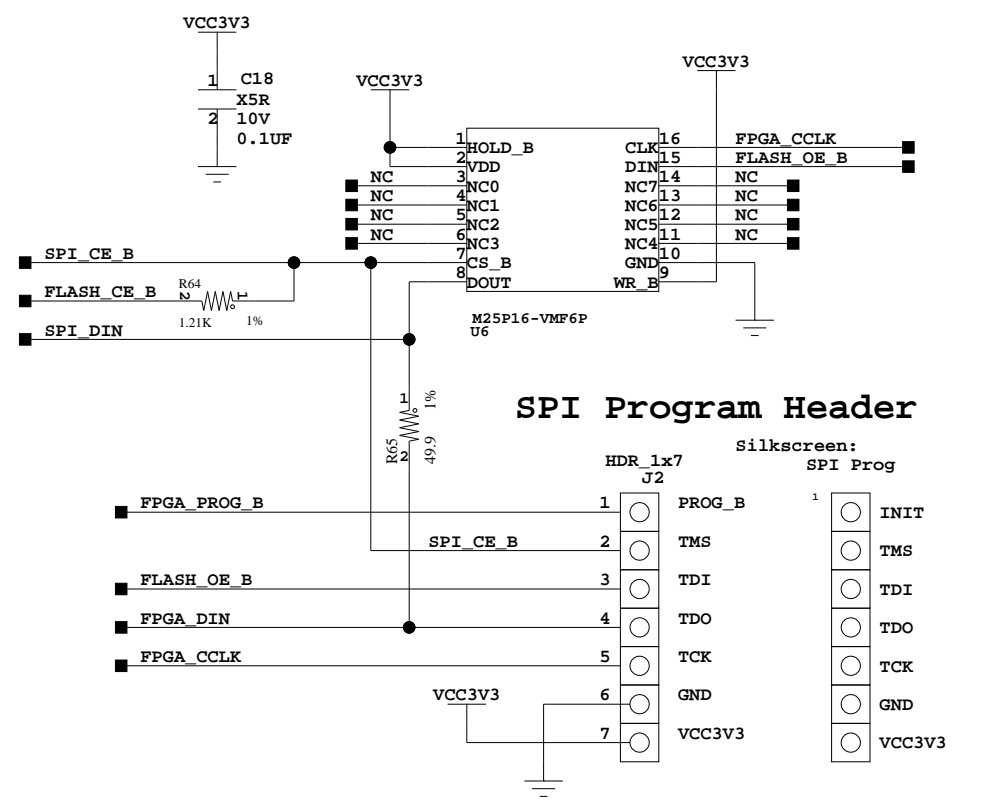 VCC3V3
1 C18
X5R
2 10V
0.1UF
VCC3V3
VCC3V3
1 HOLD_B
2 VDD
NC 3 NC0
NC 4 NC1
NC 5 NC2
NC 6 NC3
7 CS_B
8 DOUT
CLK 16 FPGA_CCLK
DIN 15 FLASH_OE_B
NC7 14 NC
NC6 13 NC
NC5 12 NC
NC4 11 NC
GND 10
WR_B 9
M25P16-VMF6P
U6
SPI_CE_B
FLASH_CE_B
R64
2 1
1.21K 1%
SPI_DIN
1 1%
R65 2 49.9
SPI Program Header
Silkscreen:
SPI Prog
HDR_1x7
J2
FPGA_PROG_B 1 PROG_B
SPI_CE_B 2 TMS
FLASH_OE_B 3 TDI
FPGA_DIN 4 TDO
FPGA_CCLK 5 TCK
6 GND
VCC3V3 7 VCC3V3
1 INIT
TMS
TDI
TDO
TCK
GND
VCC3V3